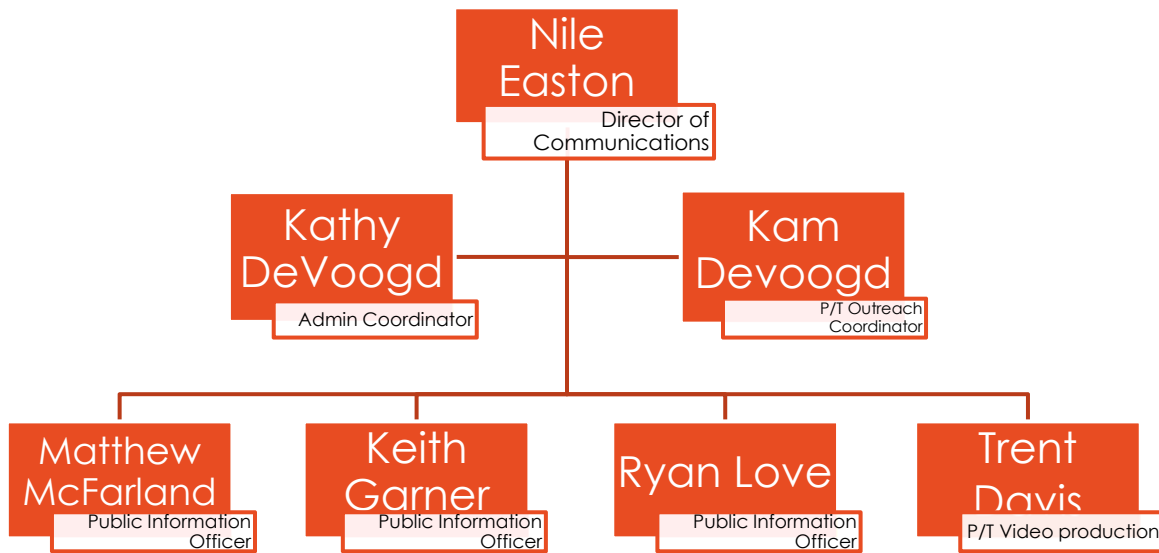 Nile
Easton
Director of
Communications
Kathy
DeVoogd
Admin Coordinator
Kam
Devoogd
P/T Outreach
Coordinator
Matthew
McFarland
Public Information
Officer
Keith
Garner
Public Information
Officer
Ryan Love
Public Information
Officer
Trent
Davis
P/T Video production